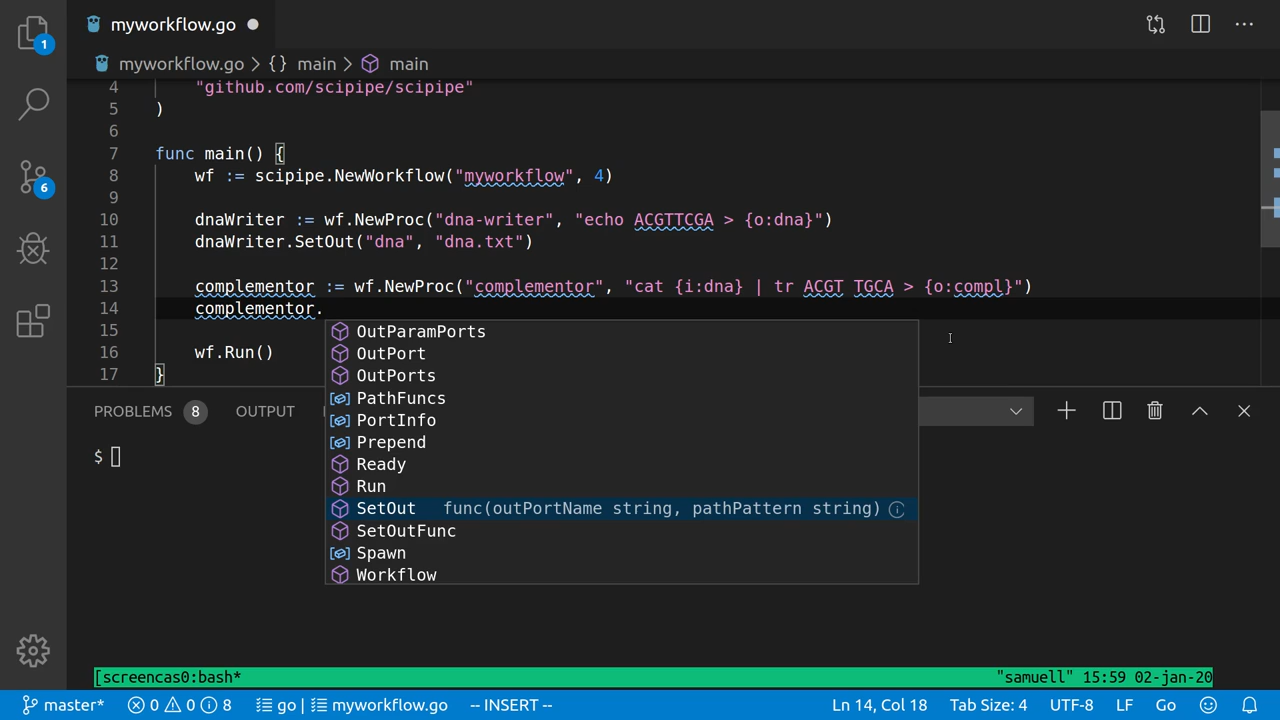 1
myworkflow.go
myworkflow.go > {} main > main
4 "github.com/scipipe/scipipe"
5 )
6
7 func main() {
8 wf := scipipe.NewWorkflow("myworkflow", 4)
9
10 dnaWriter := wf.NewProc("dna-writer", "echo ACGTTCGA > {o:dna}")
11 dnaWriter.SetOut("dna", "dna.txt")
12
13 complementor := wf.NewProc("complementor", "cat {i:dna} | tr ACGT TGCA > {o:compl}")
14 complementor.
15
16 wf.Run()
17 }
6
OutParamPorts
OutPort
OutPorts
PathFuncs
PortInfo
Prepend
Ready
Run
SetOut func(outPortName string, pathPattern string)
SetOutFunc
Spawn
Workflow
PROBLEMS 8 OUTPUT
$
[screencas0:bash* "samuell" 15:59 02-jan-20
master* 0 0 8 go | myworkflow.go -- INSERT -- Ln 14, Col 18 Tab Size: 4 UTF-8 LF Go